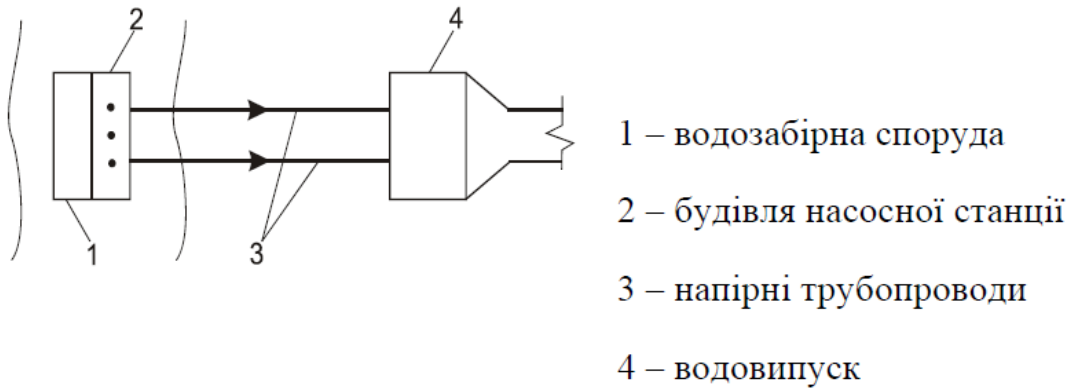 2
4
1 – водозабірна споруда
2 – будівля насосної станції
1
3
3 – напірні трубопроводи
4 – водовипуск